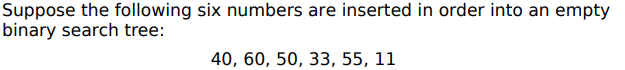 Suppose the following six numbers are inserted in order into an empty
binary search tree:
40, 60, 50, 33, 55, 11